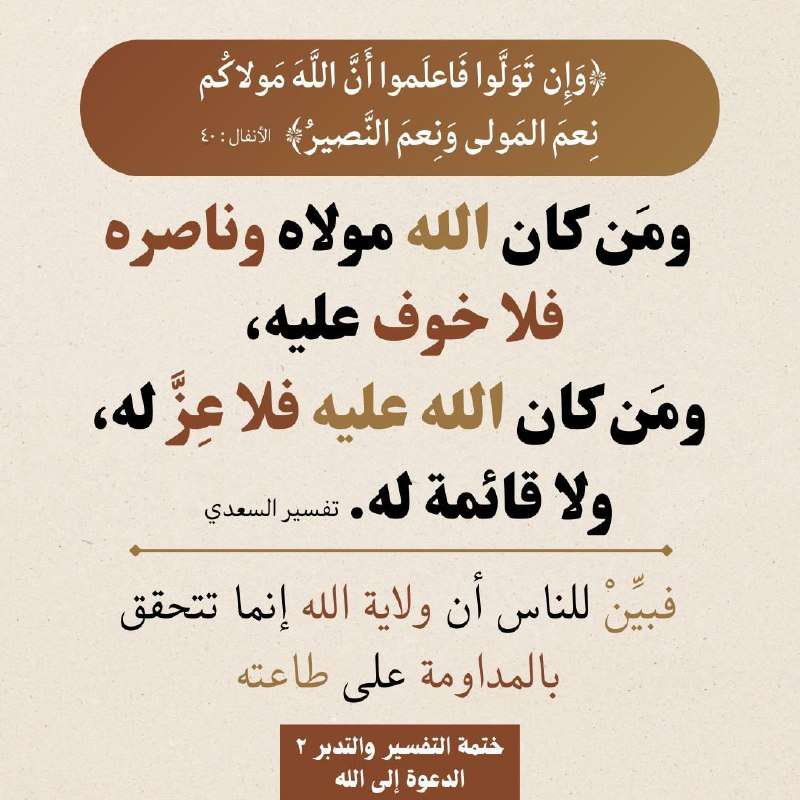 ﴿وَإِن تَوَلَّوا فَاعلَموا أَنَّ اللَّهَ مَولاكُم
نِعمَ المَولى وَنِعمَ النَّصيرُ﴾ الأنفال : ٤٠
ومَن كان الله مولاه وناصره
فلا خوف عليه،
ومَن كان الله عليه فلا عِزَّ له،
ولا قائمة له. تفسير السعدي
فبيِّنْ للناس أن ولاية الله إنما تتحقق
بالمداومة على طاعته
ختمة التفسير والتدبر ٢
الدعوة إلى الله